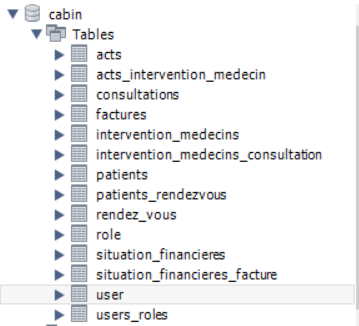 cabin
Tables
acts
acts_intervention_medecin
consultations
factures
intervention_medecins
intervention_medecins_consultation
patients
patients_rendezvous
rendez_vous
role
situation_financieres
situation_financieres_facture
user
users_roles